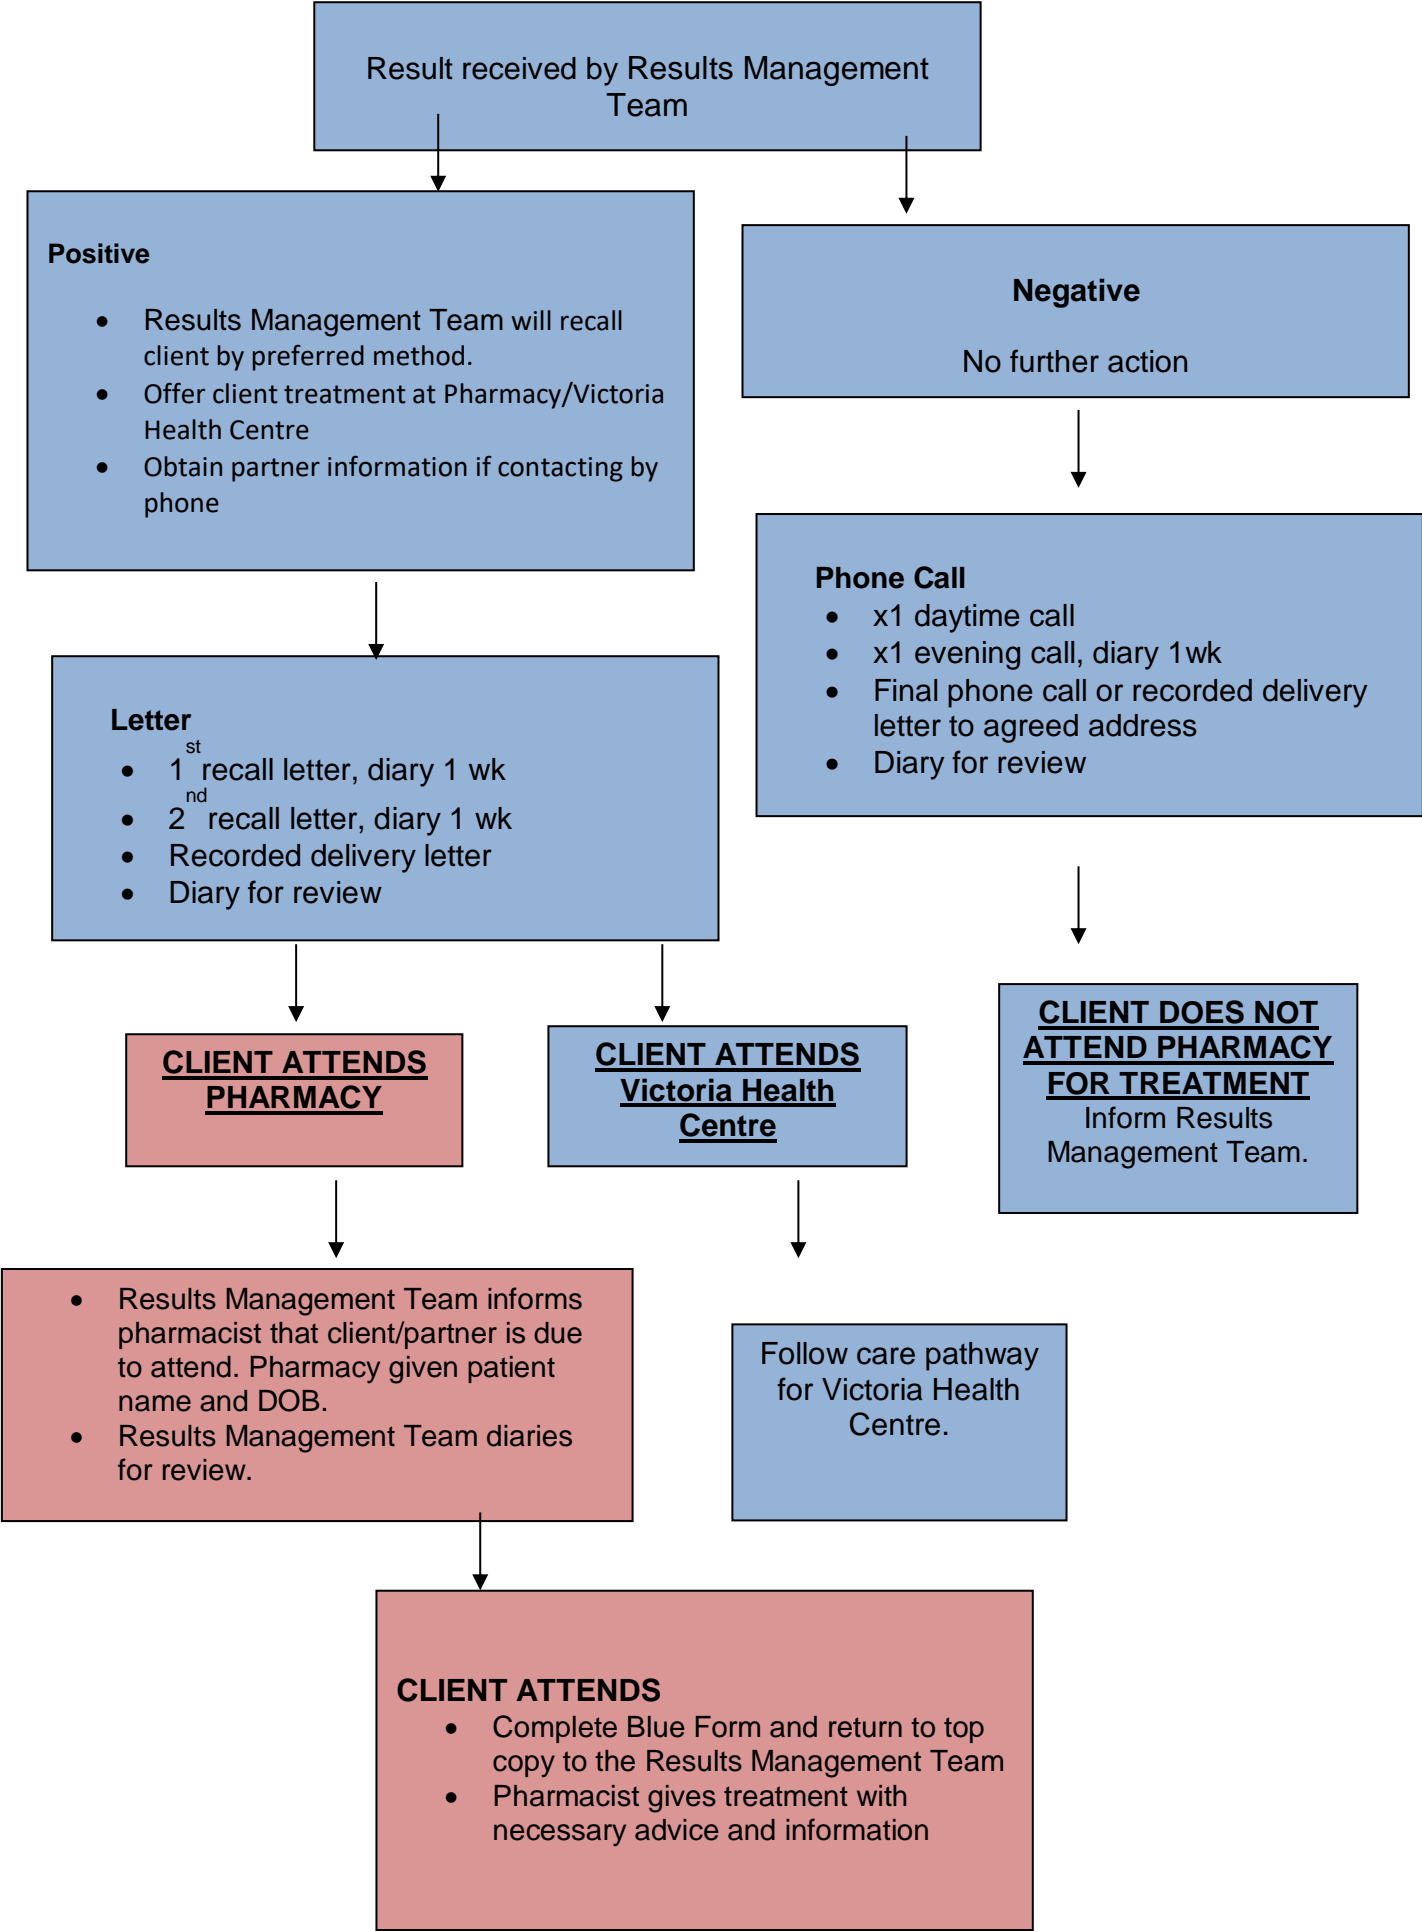 Result received by Results Management
Team
Positive
• Results Management Team will recall
client by preferred method.
• Offer client treatment at Pharmacy/Victoria
Health Centre
• Obtain partner information if contacting by
phone
Negative
No further action
Phone Call
• x1 daytime call
• x1 evening call, diary 1wk
• Final phone call or recorded delivery
letter to agreed address
• Diary for review
Letter
• 1st recall letter, diary 1 wk
• 2nd recall letter, diary 1 wk
• Recorded delivery letter
• Diary for review
CLIENT ATTENDS
PHARMACY
CLIENT ATTENDS
Victoria Health
Centre
CLIENT DOES NOT
ATTEND PHARMACY
FOR TREATMENT
Inform Results
Management Team.
• Results Management Team informs
pharmacist that client/partner is due
to attend. Pharmacy given patient
name and DOB.
• Results Management Team diaries
for review.
Follow care pathway
for Victoria Health
Centre.
CLIENT ATTENDS
• Complete Blue Form and return to top
copy to the Results Management Team
• Pharmacist gives treatment with
necessary advice and information